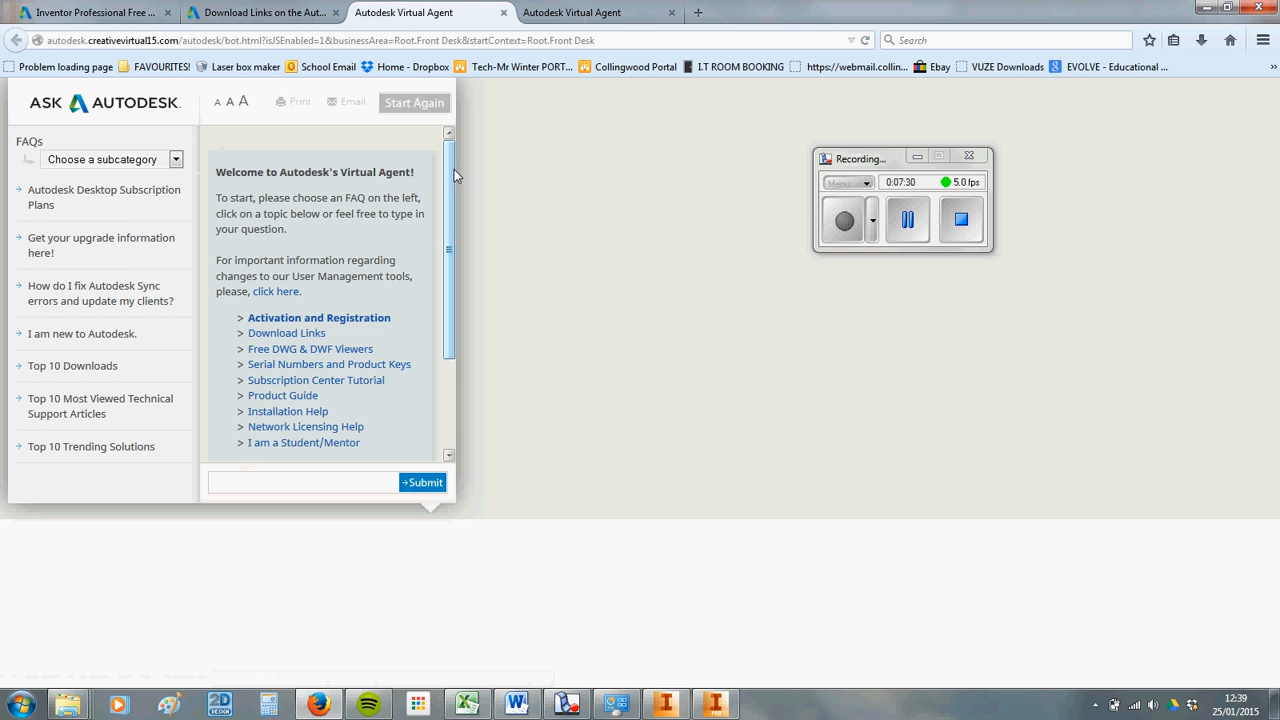 Inventor Professional Free ...
Download Links on the Aut...
Autodesk Virtual Agent
Autodesk Virtual Agent
autodesk.creativevirtual15.com/autodesk/bot.html?isJSEnabled=1&businessArea=Root.Front Desk&startContext=Root.Front Desk
Search
Problem loading page
FAVOURITES!
Laser box maker
School Email
Home - Dropbox
Tech-Mr Winter PORT...
Collingwood Portal
I.T ROOM BOOKING
https://webmail.collin...
Ebay
VUZE Downloads
EVOLVE - Educational ...
ASK AUTODESK.
A A A
Print
Email
Start Again
FAQs
Choose a subcategory
Autodesk Desktop Subscription
Plans
Get your upgrade information
here!
How do I fix Autodesk Sync
errors and update my clients?
I am new to Autodesk.
Top 10 Downloads
Top 10 Most Viewed Technical
Support Articles
Top 10 Trending Solutions
Welcome to Autodesk's Virtual Agent!
To start, please choose an FAQ on the left,
click on a topic below or feel free to type in
your question.
For important information regarding
changes to our User Management tools,
please, click here.
> Activation and Registration
> Download Links
> Free DWG & DWF Viewers
> Serial Numbers and Product Keys
> Subscription Center Tutorial
> Product Guide
> Installation Help
> Network Licensing Help
> I am a Student/Mentor
Submit
Recording...
Menu
0:07:30
5.0 fps
2D
DESIGN
12:39
25/01/2015